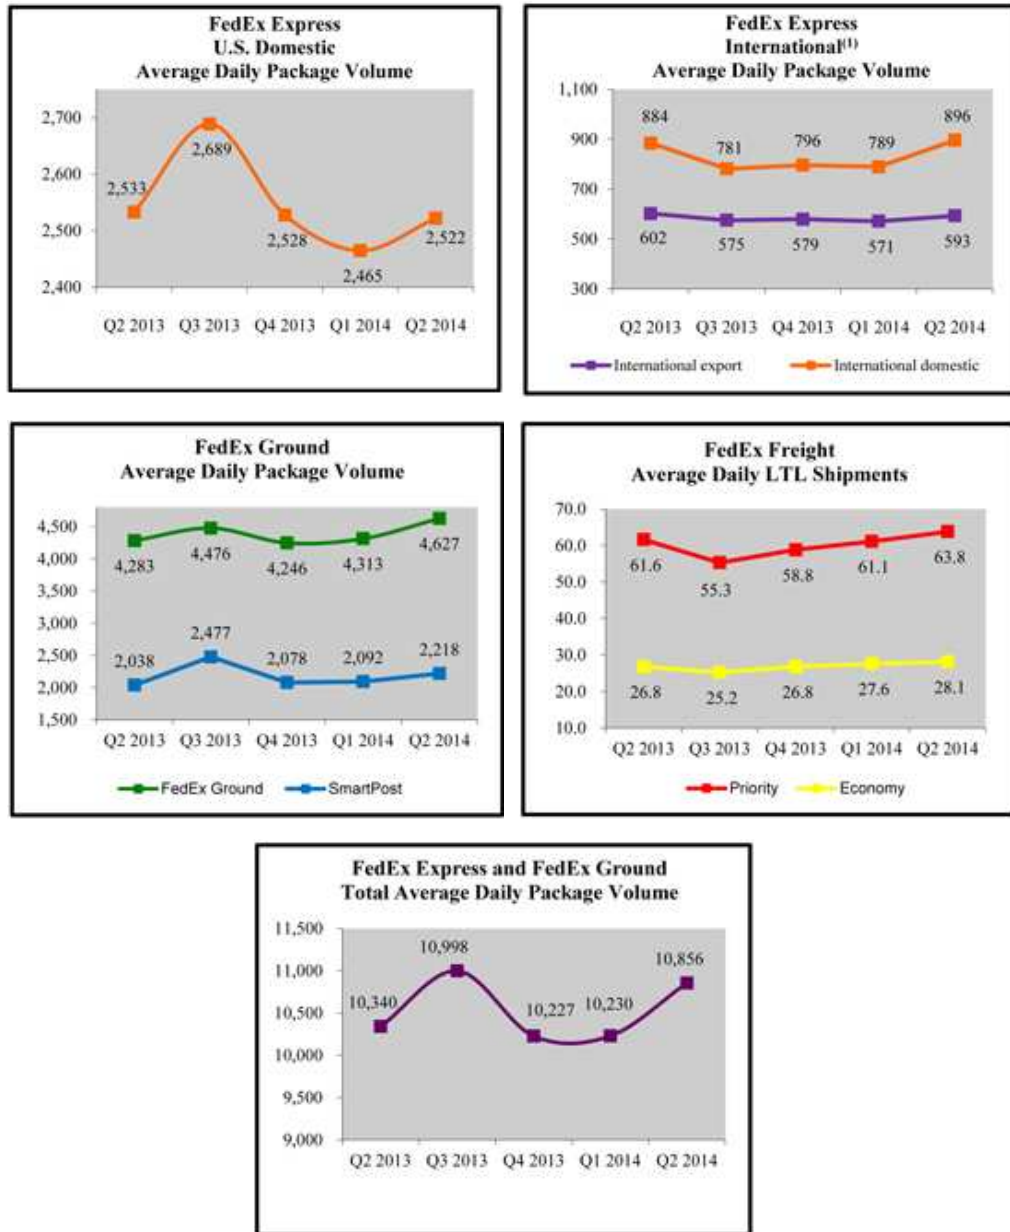 FedEx Express
U.S. Domestic
Average Daily Package Volume
2,700
2,600
2,500
2,400
2,533
2,689
2,528
2,465
2,522
Q2 2013 Q3 2013 Q4 2013 Q1 2014 Q2 2014
FedEx Express
International(1)
Average Daily Package Volume
1,100
900
700
500
300
884 781 796 789 896
602 575 579 571 593
Q2 2013 Q3 2013 Q4 2013 Q1 2014 Q2 2014
International export International domestic
FedEx Ground
Average Daily Package Volume
4,500
4,000
3,500
3,000
2,500
2,000
1,500
4,283 4,476 4,246 4,313 4,627
2,038 2,477 2,078 2,092 2,218
Q2 2013 Q3 2013 Q4 2013 Q1 2014 Q2 2014
FedEx Ground SmartPost
FedEx Freight
Average Daily LTL Shipments
70.0
60.0
50.0
40.0
30.0
20.0
10.0
61.6 55.3 58.8 61.1 63.8
26.8 25.2 26.8 27.6 28.1
Q2 2013 Q3 2013 Q4 2013 Q1 2014 Q2 2014
Priority Economy
FedEx Express and FedEx Ground
Total Average Daily Package Volume
11,500
11,000
10,500
10,000
9,500
9,000
10,340 10,998 10,227 10,230 10,856
Q2 2013 Q3 2013 Q4 2013 Q1 2014 Q2 2014